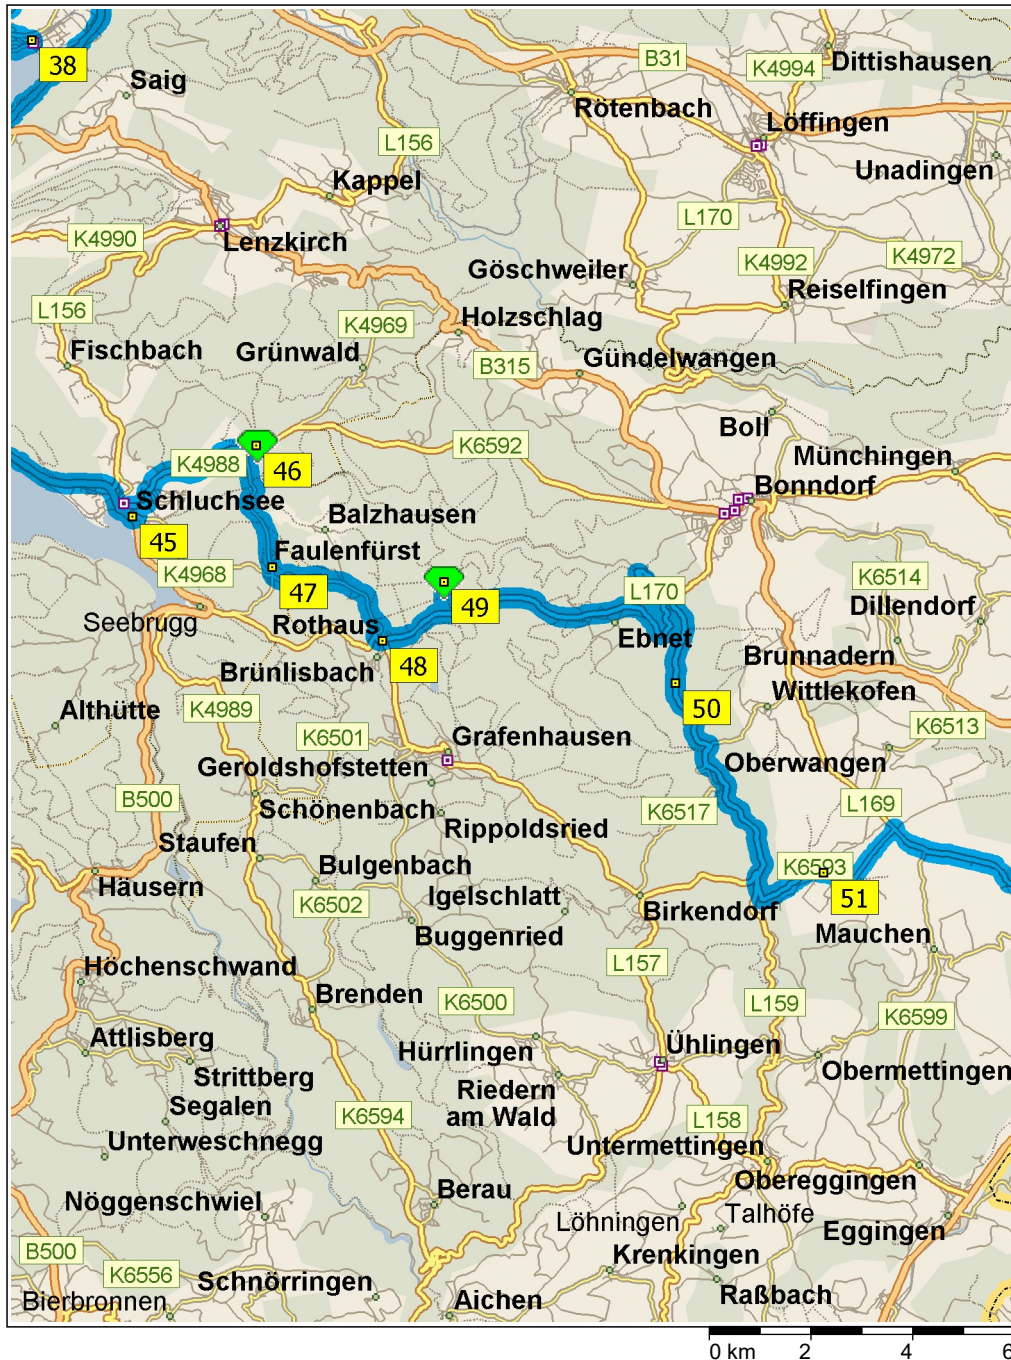 38
Saig
B31
K4994
Dittishausen
Rötenbach
Löffingen
L156
Unadingen
Kappel
L170
K4990
Lenzkirch
K4992
K4972
Göschweiler
Reiselfingen
L156
K4969
Holzschlag
Fischbach
Grünwald
B315
Gündelwangen
Boll
K6592
Münchingen
K4988
46
Bonndorf
Schluchsee
Balzhausen
45
Faulenfürst
K4968
K6514
47
L170
49
Dillendorf
Seebrugg
Rothaus
Ebnet
48
Brunnadern
Brünlisbach
Wittlekofen
K4989
50
Althütte
K6513
K6501
Grafenhausen
Oberwangen
Geroldshofstetten
B500
Schönenbach
K6517
L169
Rippoldsried
Staufen
Bulgenbach
K6593
Häusern
Igelschlatt
51
K6502
Birkendorf
Buggenried
Mauchen
Höchenschwand
L157
Brenden
K6500
L159
K6599
Attlisberg
Hürrlingen
Ühlingen
Strittberg
Riedern
am Wald
Obermettingen
Segalen
K6594
L158
Unterweschnegg
Untermettingen
Obereggingen
Nöggenschwiel
Berau
Löhningen
Talhöfe
Eggingen
B500
Krenkingen
K6556
Schnörringen
Raßbach
Bierbronnen
Aichen
0 km 2 4 6